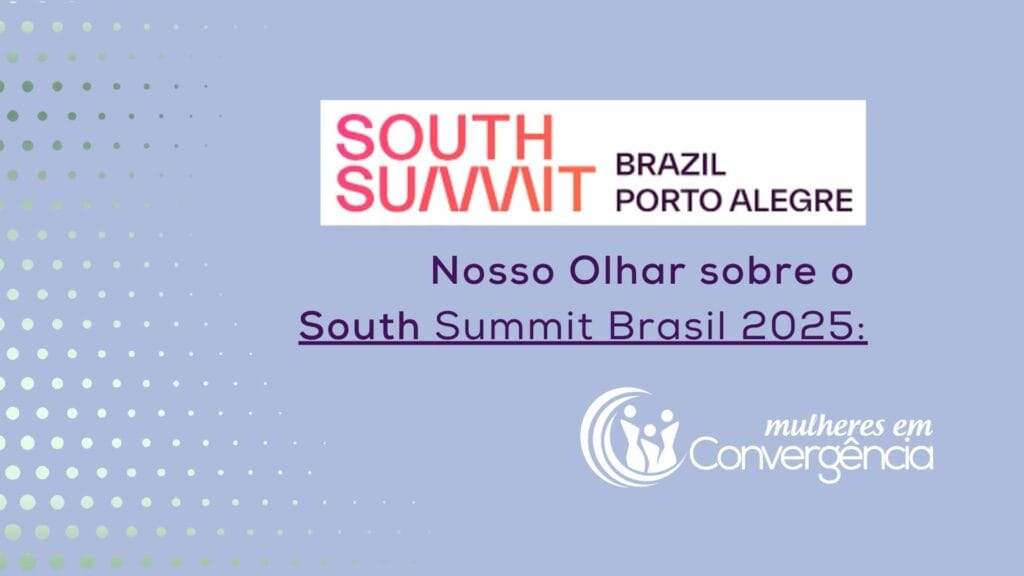 SOUTH
SUMMIT
BRAZIL
PORTO ALEGRE
Nosso Olhar sobre o
South Summit Brasil 2025:
mulheres em
Convergência